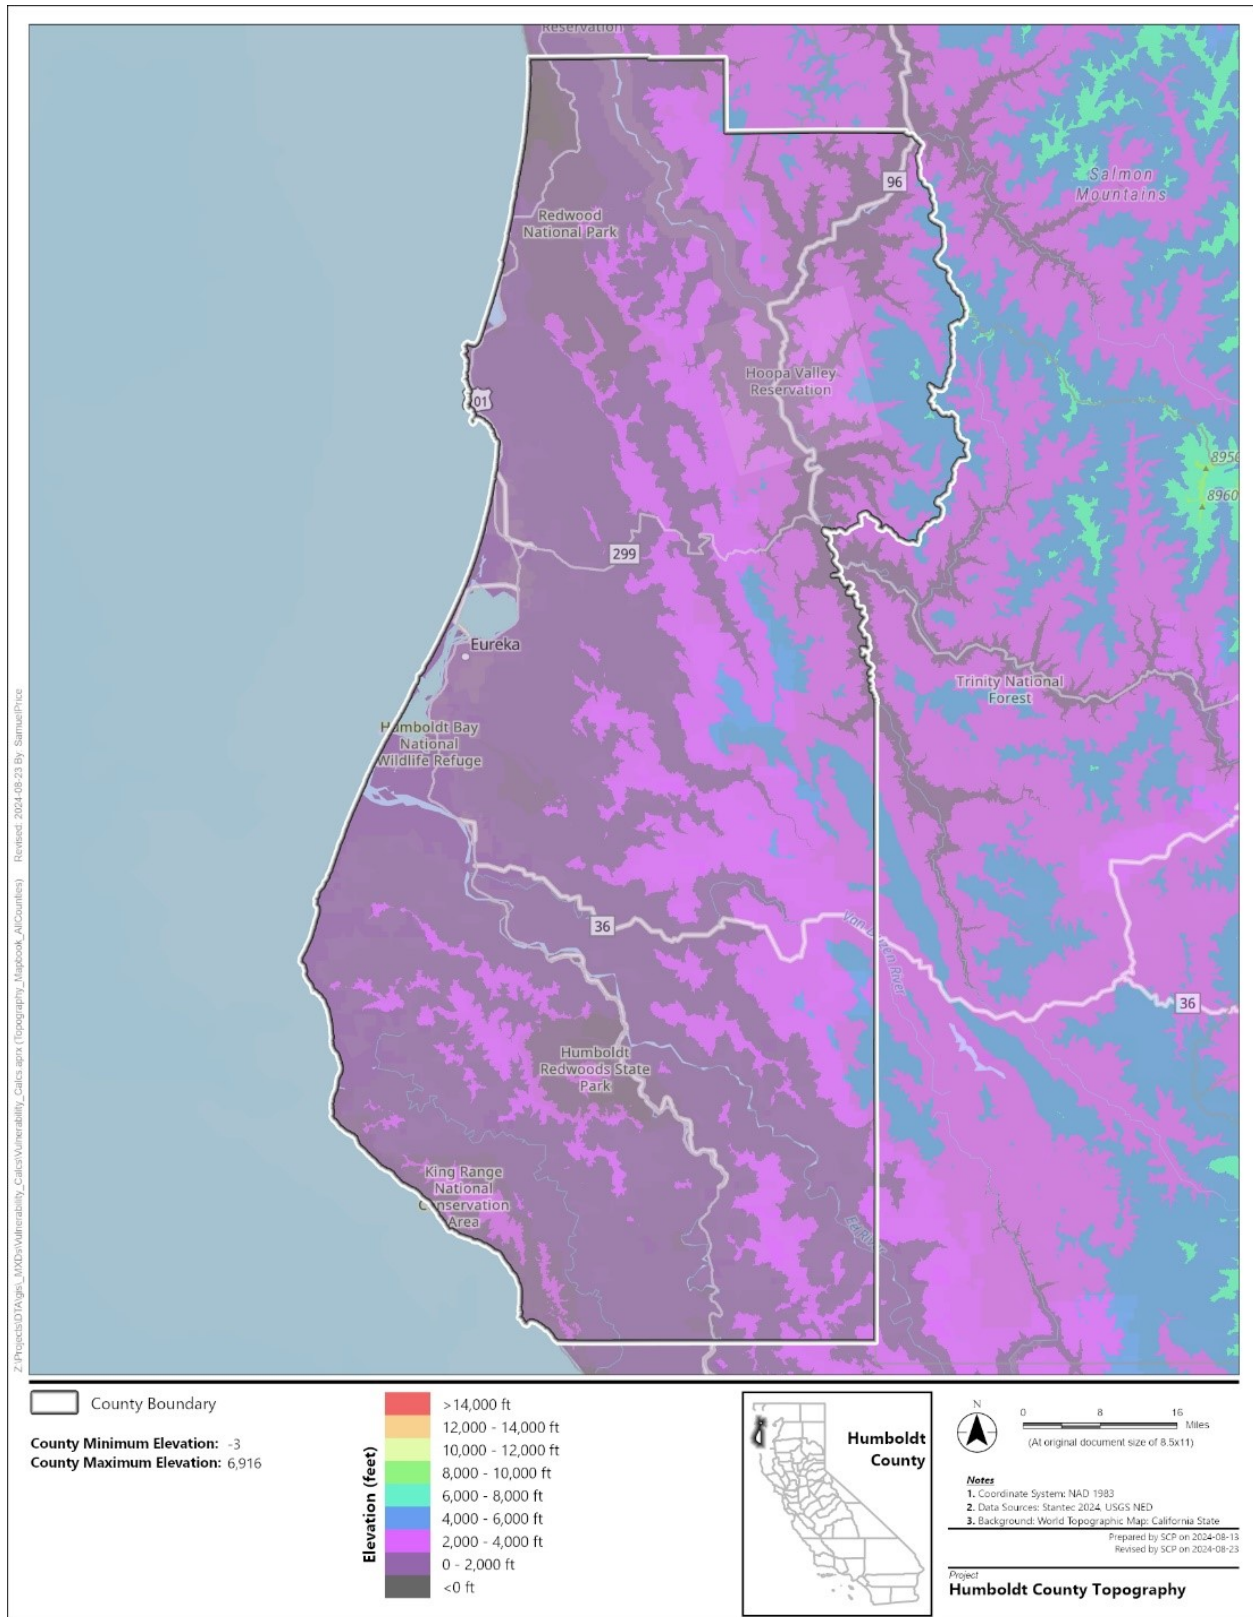 Reservation
96
Salmon
Mountains
Redwood
National Park
Hoopa Valley
Reservation
01
8956
8960
299
Eureka
Trinity National
Forest
Humboldt Bay
National
Wildlife Refuge
36
Van Duzen River
36
Humboldt
Redwoods State
Park
King Range
National
Conservation
Area
Eel River
Z:\Projects\DTA\gis\_MXDs\Vulnerability_Calcs\Vulnerability_Calcs.aprx (Topography_Mapbook_AllCounties) Revised: 2024-08-23 By: SamuelPrice
County Boundary
County Minimum Elevation: -3
County Maximum Elevation: 6,916
Elevation (feet)
>14,000 ft
12,000 - 14,000 ft
10,000 - 12,000 ft
8,000 - 10,000 ft
6,000 - 8,000 ft
4,000 - 6,000 ft
2,000 - 4,000 ft
0 - 2,000 ft
<0 ft
Humboldt
County
N
0 8 16
Miles
(At original document size of 8.5x11)
Notes
1. Coordinate System: NAD 1983
2. Data Sources: Stantec 2024, USGS NED
3. Background: World Topographic Map: California State
Prepared by SCP on 2024-08-13
Revised by SCP on 2024-08-23
Project
Humboldt County Topography